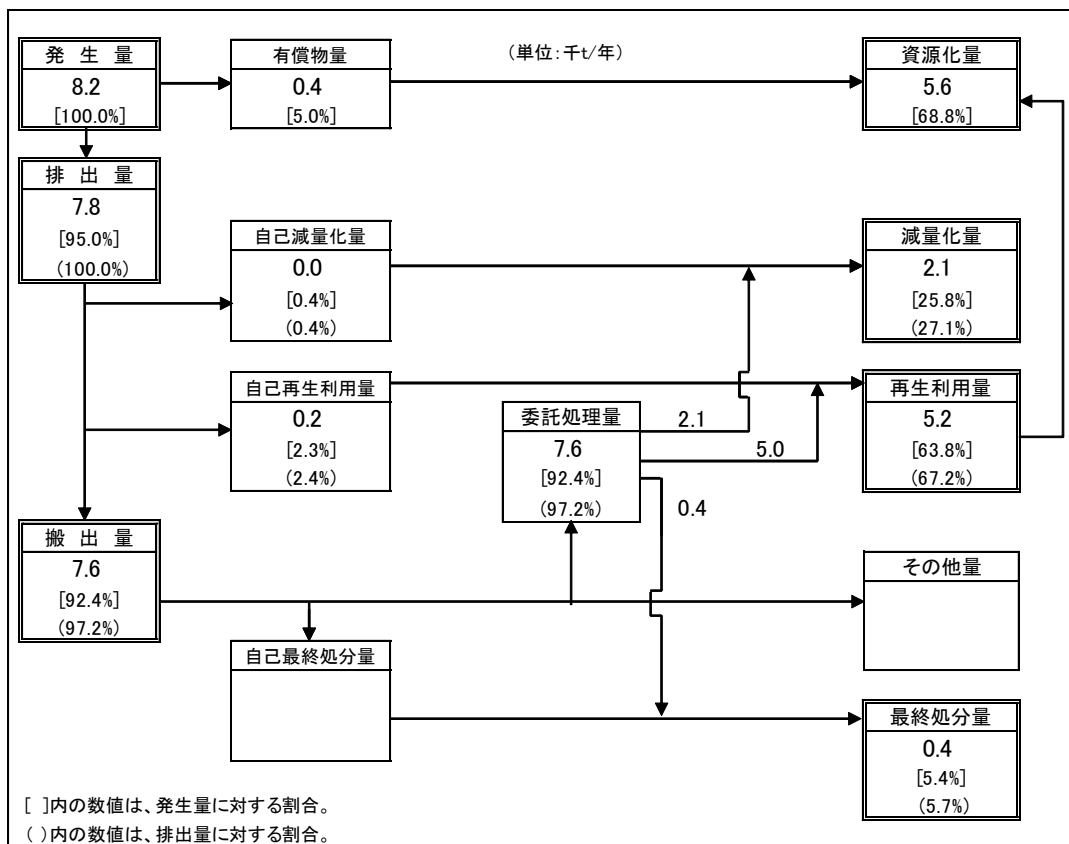 発 生 量
8.2
[100.0%]
有償物量
0.4
[5.0%]
（単位:千t/年）
資源化量
5.6
[68.8%]
排 出 量
7.8
[95.0%]
(100.0%)
自己減量化量
0.0
[0.4%]
(0.4%)
減量化量
2.1
[25.8%]
(27.1%)
自己再生利用量
0.2
[2.3%]
(2.4%)
委託処理量
7.6
[92.4%]
(97.2%)
2.1
5.0
0.4
再生利用量
5.2
[63.8%]
(67.2%)
搬 出 量
7.6
[92.4%]
(97.2%)
その他量
自己最終処分量
最終処分量
0.4
[5.4%]
(5.7%)
[ ]内の数値は、発生量に対する割合。
( )内の数値は、排出量に対する割合。